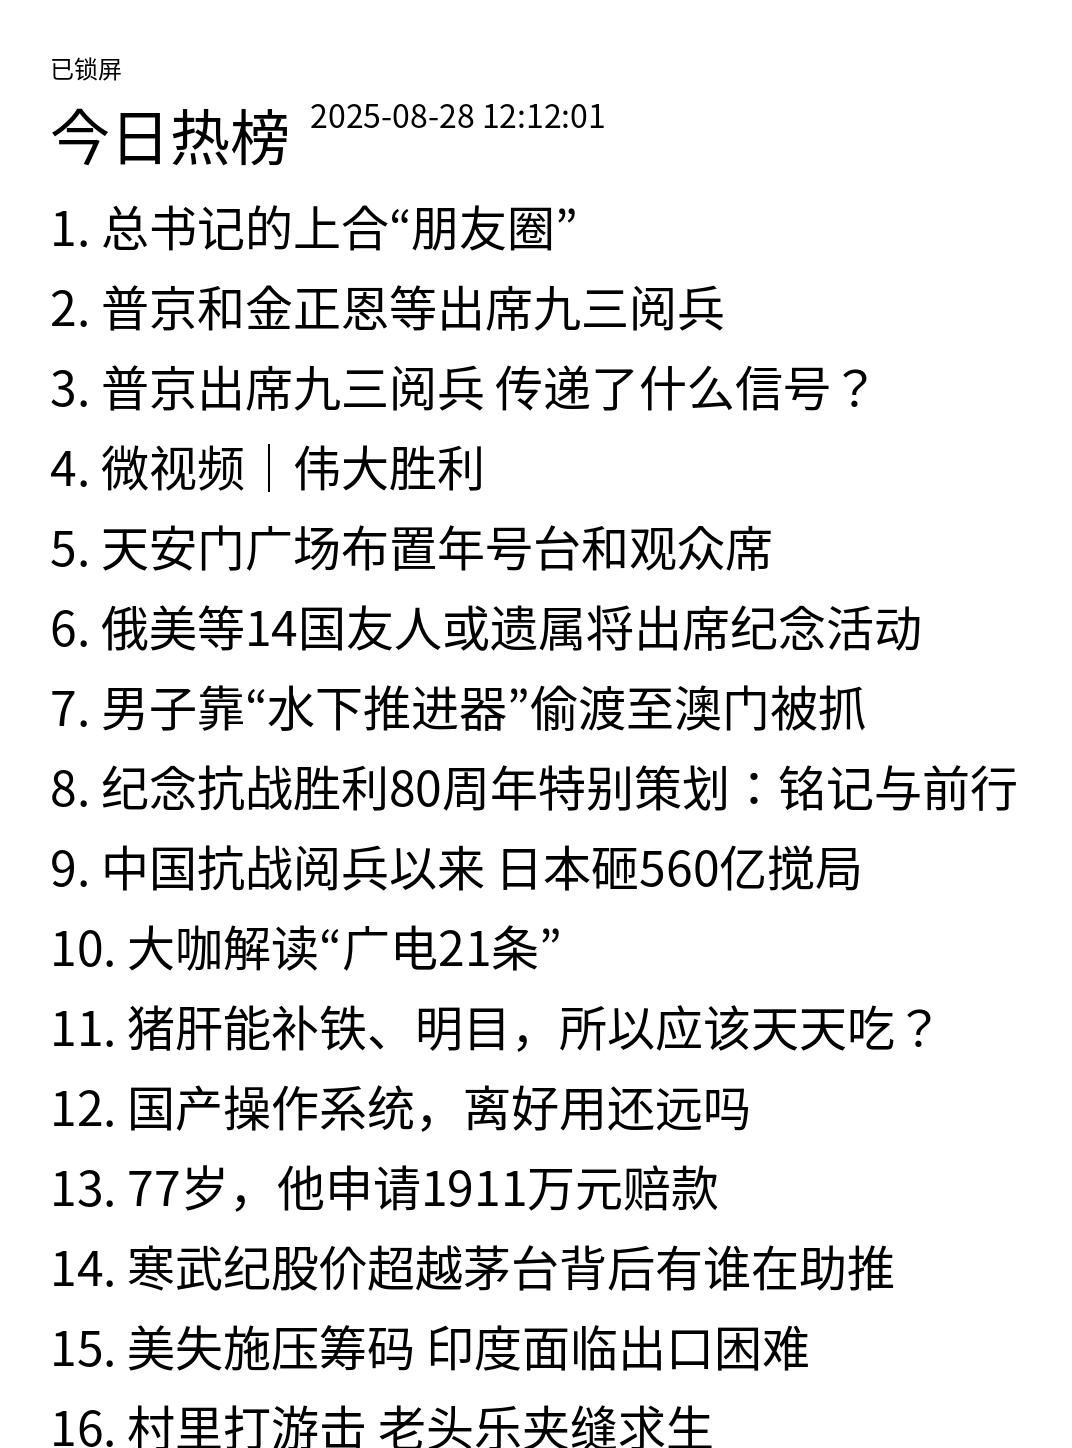 已锁屏
今日热榜 2025-08-28 12:12:01
1. 总书记的上合“朋友圈”
2. 普京和金正恩等出席九三阅兵
3. 普京出席九三阅兵 传递了什么信号？
4. 微视频｜伟大胜利
5. 天安门广场布置年号台和观众席
6. 俄美等14国友人或遗属将出席纪念活动
7. 男子靠“水下推进器”偷渡至澳门被抓
8. 纪念抗战胜利80周年特别策划：铭记与前行
9. 中国抗战阅兵以来 日本砸560亿搅局
10. 大咖解读“广电21条”
11. 猪肝能补铁、明目，所以应该天天吃？
12. 国产操作系统，离好用还远吗
13. 77岁，他申请1911万元赔款
14. 寒武纪股价超越茅台背后有谁在助推
15. 美失施压筹码 印度面临出口困难
16. 村里打游击 老头乐夹缝求生